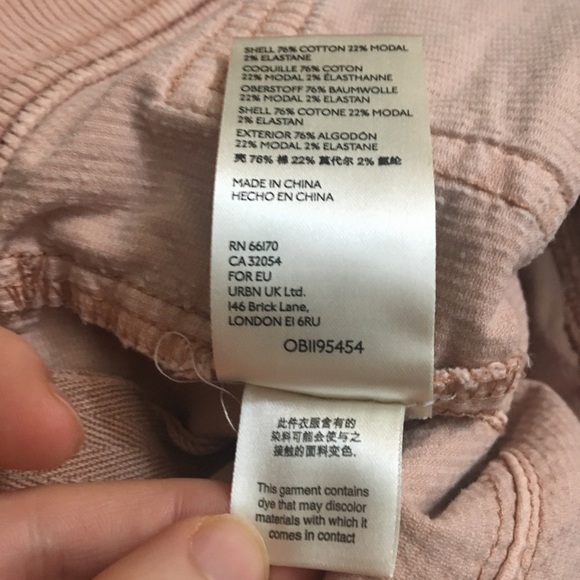 SHELL 76% COTTON 22% MODAL
2% ELASTANE
COQUILLE 76% COTON
22% MODAL 2% ÉLASTHANNE
OBERSTOFF 76% BAUMWOLLE
22% MODAL 2% ELASTAN
SHELL 76% COTONE 22% MODAL
2% ELASTAN
EXTERIOR 76% ALGODÓN
22% MODAL 2% ELASTANE
壳 76% 棉 22% 莫代尔 2% 氨纶
MADE IN CHINA
HECHO EN CHINA
RN 66170
CA 32054
FOR EU
URBN UK Ltd.
146 Brick Lane,
LONDON E1 6RU
OB1195454
此件衣服含有的
染料可能会使与之
接触的面料变色.
This garment contains
dye that may discolor
materials with which it
comes in contact